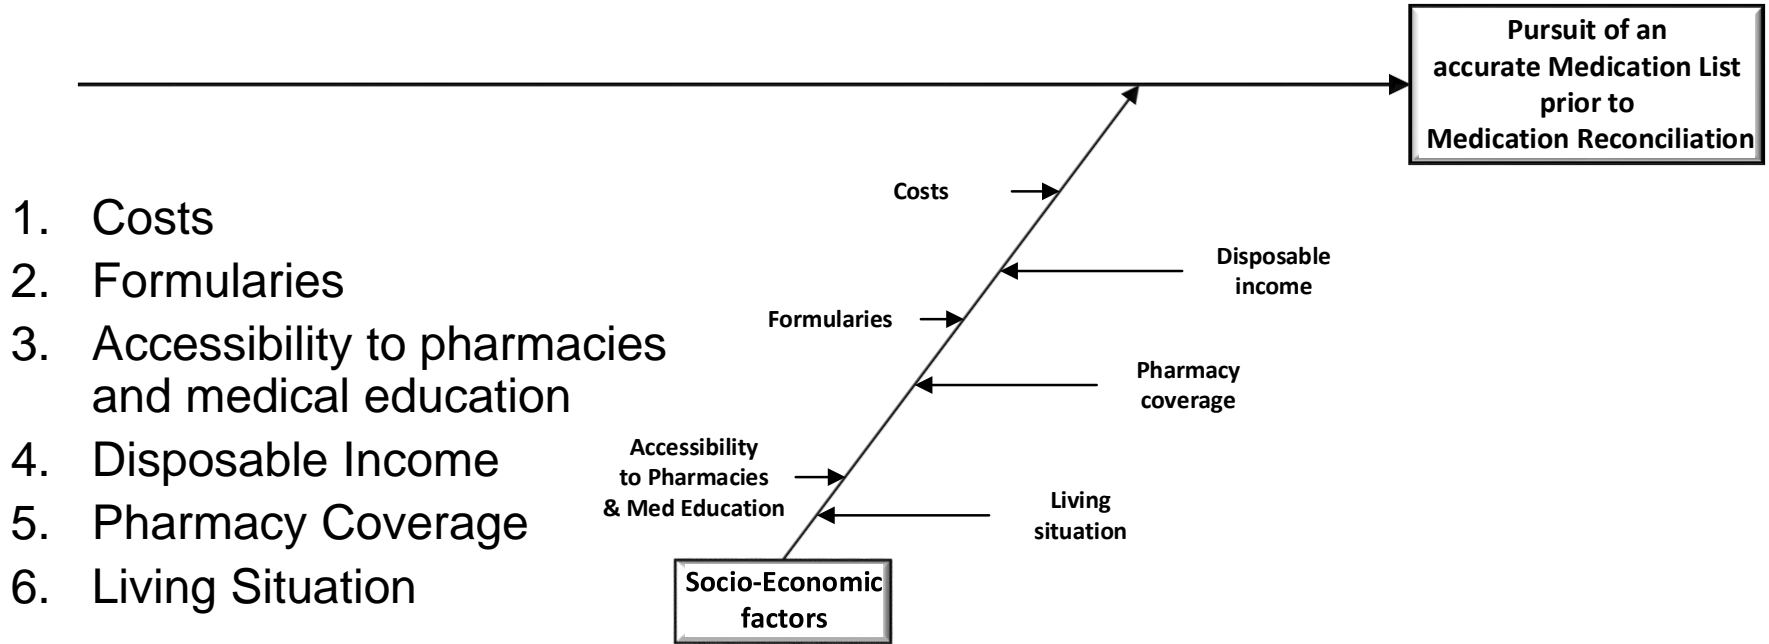 Pursuit of an
accurate Medication List
prior to
Medication Reconciliation
1. Costs
2. Formularies
3. Accessibility to pharmacies
and medical education
4. Disposable Income
5. Pharmacy Coverage
6. Living Situation
Costs
Disposable
income
Formularies
Pharmacy
coverage
Accessibility
to Pharmacies
& Med Education
Living
situation
Socio-Economic
factors